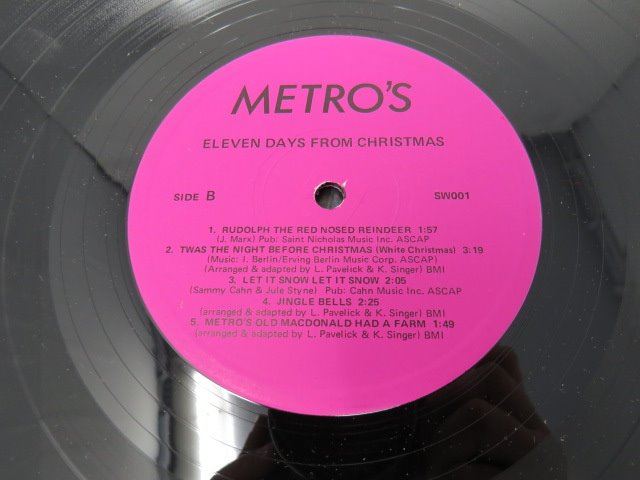 METRO'S
ELEVEN DAYS FROM CHRISTMAS
SIDE B
SW001
1. RUDOLPH THE RED NOSED REINDEER 1:57
(J. Marx) Pub: Saint Nicholas Music Inc. ASCAP
2. TWAS THE NIGHT BEFORE CHRISTMAS (White Christmas) 3:19
(Music: I. Berlin/Erving Berlin Music Corp. ASCAP)
(Arranged & adapted by L. Pavelick & K. Singer) BMI
3. LET IT SNOW LET IT SNOW 2:05
(Sammy Cahn & Jule Styne) Pub: Cahn Music Inc. ASCAP
4. JINGLE BELLS 2:25
(arranged & adapted by L. Pavelick & K. Singer) BMI
5. METRO'S OLD MACDONALD HAD A FARM 1:49
(arranged & adapted by L. Pavelick & K. Singer) BMI